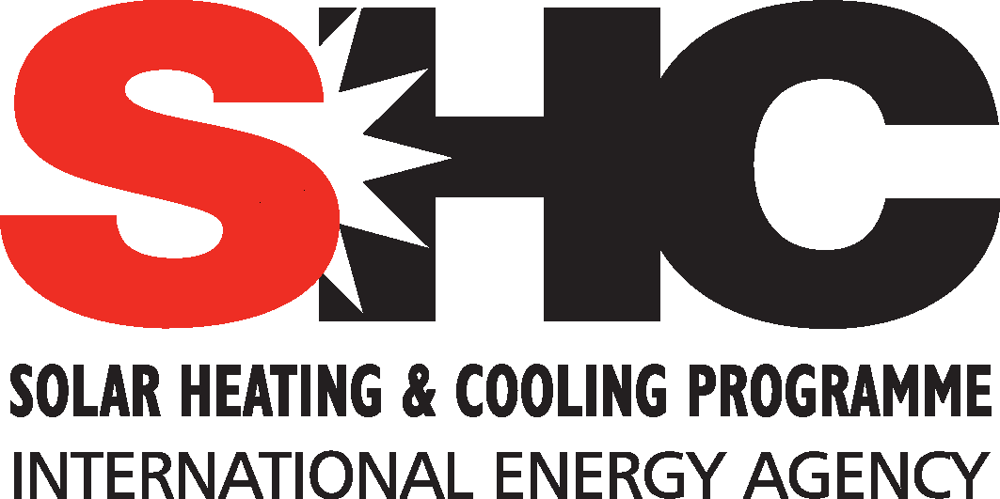 SHC
SOLAR HEATING & COOLING PROGRAMME
INTERNATIONAL ENERGY AGENCY